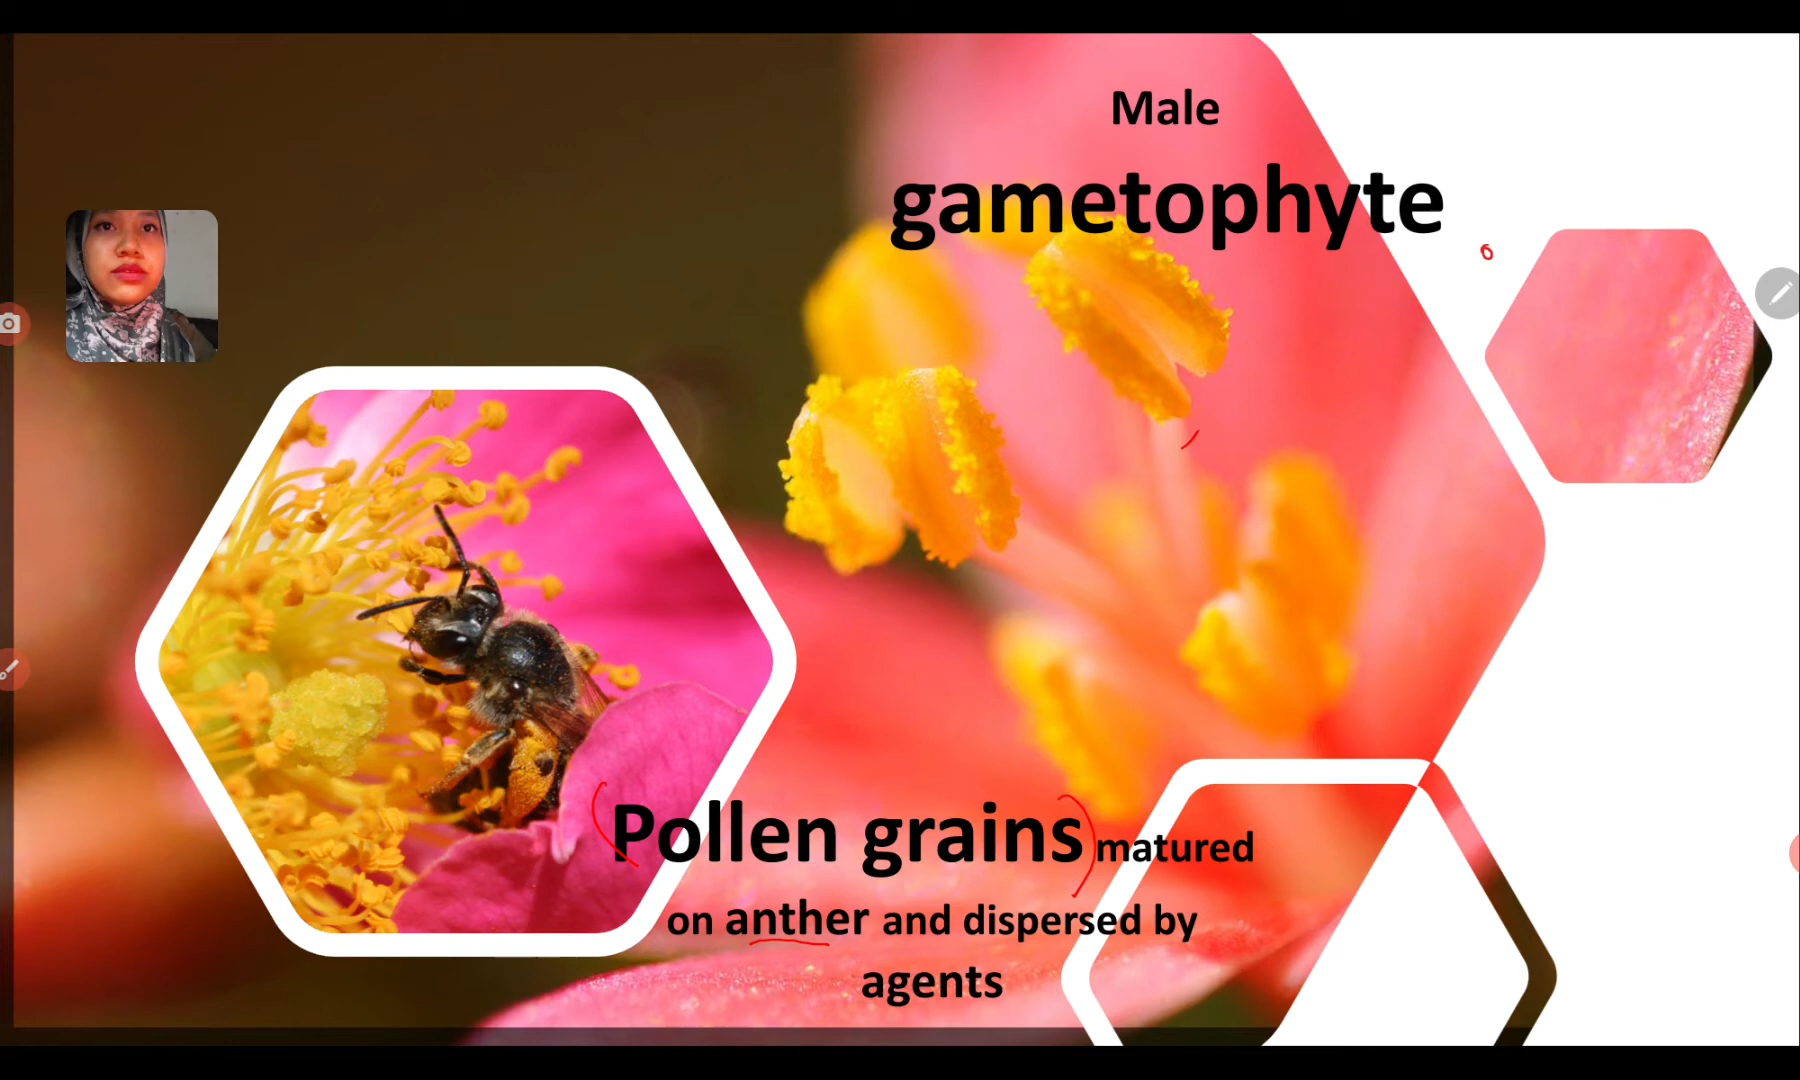 Male
gametophyte
Pollen grains matured
on anther and dispersed by
agents